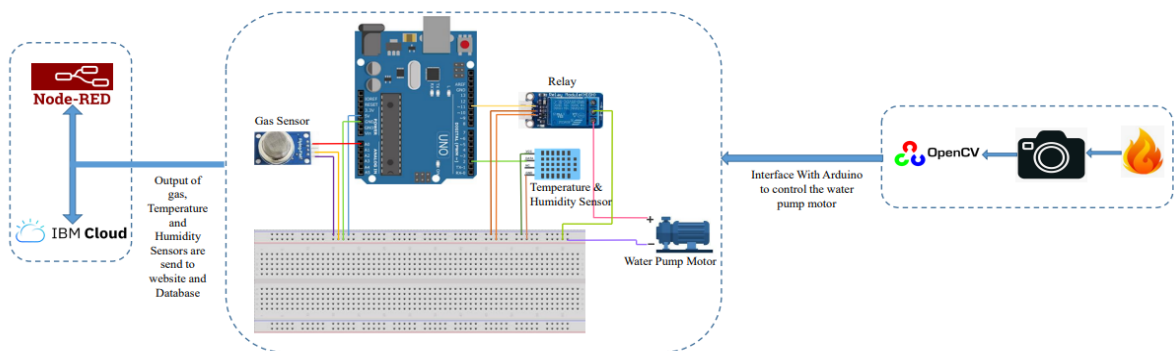 Node-RED
IBM Cloud
Output of
gas,
Temperature
and
Humidity
Sensors are
send to
website and
Database
Gas Sensor
UNO
Relay
Temperature &
Humidity Sensor
+
−
Water Pump Motor
Interface With Arduino
to control the water
pump motor
OpenCV